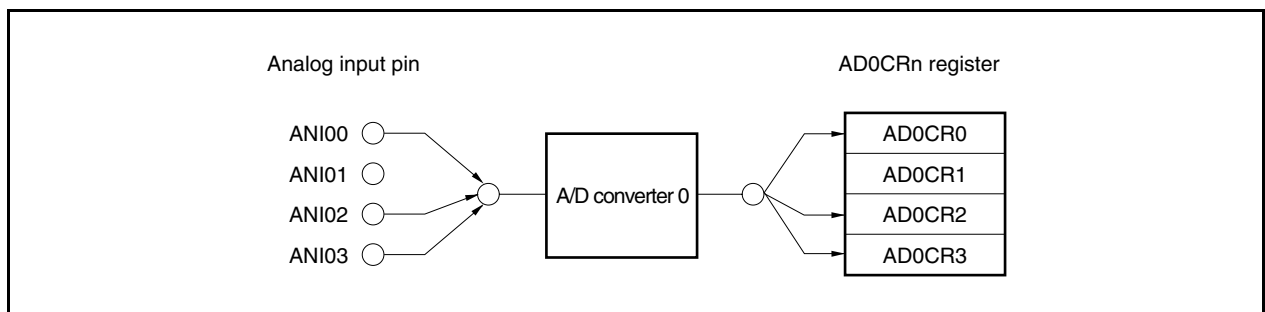 Analog input pin
AD0CRn register
ANI00
ANI01
ANI02
ANI03
A/D converter 0
AD0CR0
AD0CR1
AD0CR2
AD0CR3